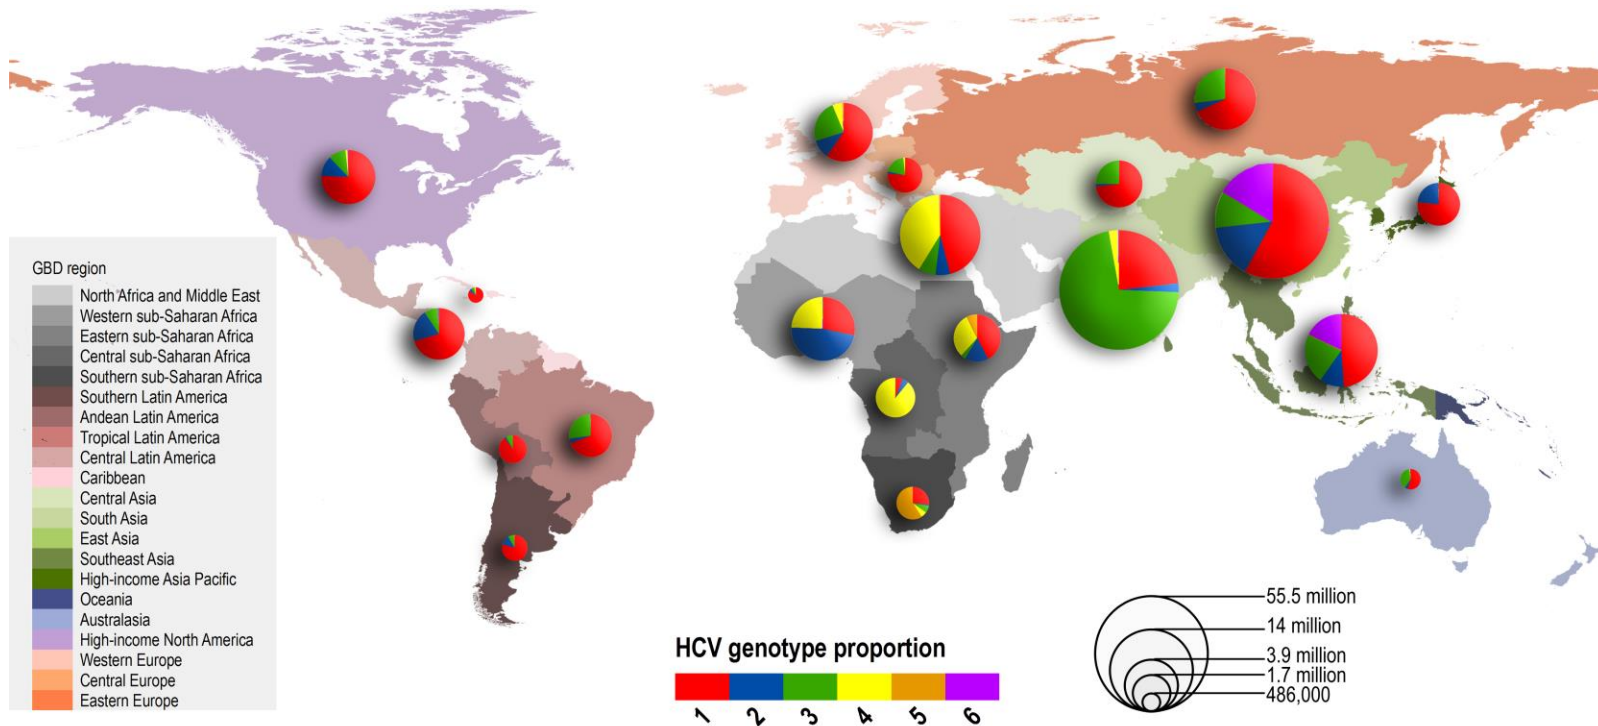 GBD region
North Africa and Middle East
Western sub-Saharan Africa
Eastern sub-Saharan Africa
Central sub-Saharan Africa
Southern sub-Saharan Africa
Southern Latin America
Andean Latin America
Tropical Latin America
Central Latin America
Caribbean
Central Asia
South Asia
East Asia
Southeast Asia
High-income Asia Pacific
Oceania
Australasia
High-income North America
Western Europe
Central Europe
Eastern Europe
HCV genotype proportion
1 2 3 4 5 6
55.5 million
14 million
3.9 million
1.7 million
486,000